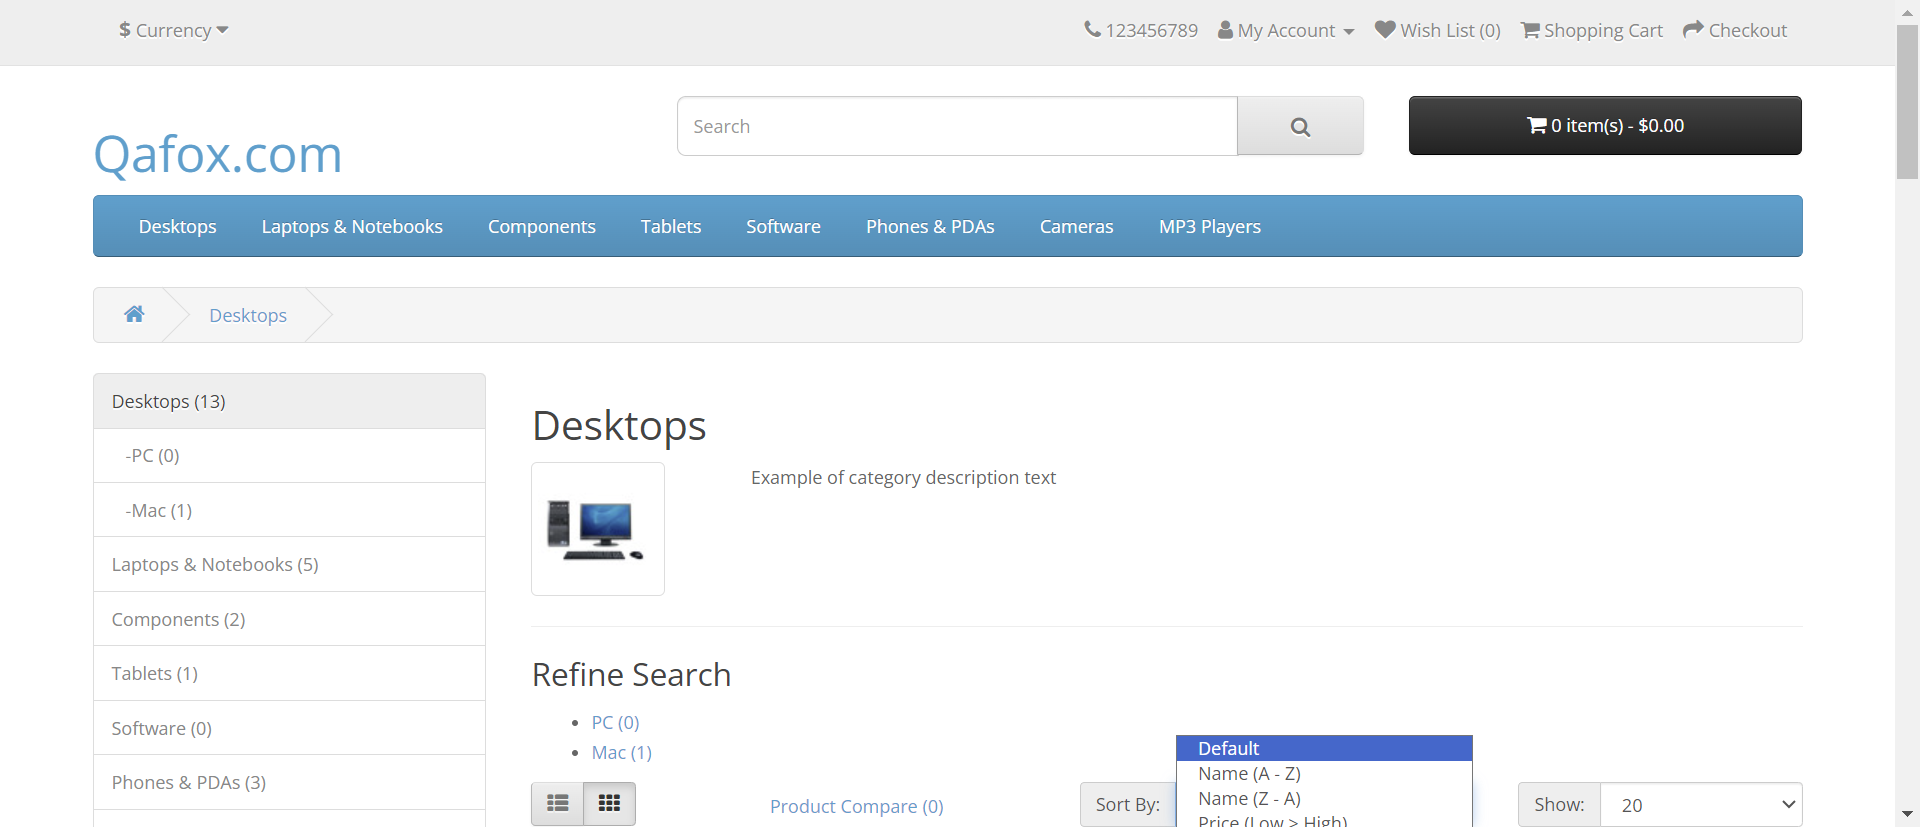 $ Currency
123456789 My Account Wish List (0) Shopping Cart Checkout
Qafox.com
Search
0 item(s) - $0.00
Desktops Laptops & Notebooks Components Tablets Software Phones & PDAs Cameras MP3 Players
Desktops
Desktops (13)
-PC (0)
-Mac (1)
Laptops & Notebooks (5)
Components (2)
Tablets (1)
Software (0)
Phones & PDAs (3)
Desktops
Example of category description text
Refine Search
PC (0)
Mac (1)
Product Compare (0)
Sort By:
Default
Name (A - Z)
Name (Z - A)
Price (Low > High)
Show: 20